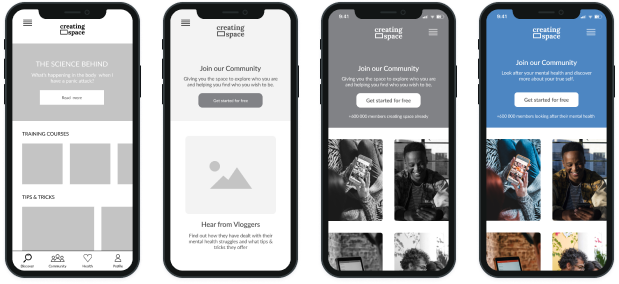 creating
space
THE SCIENCE BEHIND
What's happening in the body when I
have a panic attack?
Read more
TRAINING COURSES
TIPS & TRICKS
Discover
Community
Health
Profile
creating
space
Join our Community
Giving you the space to explore who you are
and helping you find who you wish to be.
Get started for free
Hear from Vloggers
Find out how they have dealt with their
mental health struggles and what tips &
tricks they offer
9:41
creating
space
Join our Community
Giving you the space to explore who you are
and helping you find who you wish to be.
Get started for free
members creating space already
9:41
creating
space
Join our Community
Look after your mental health and discover
more about your true self.
Get started for free
members looking after their mental health